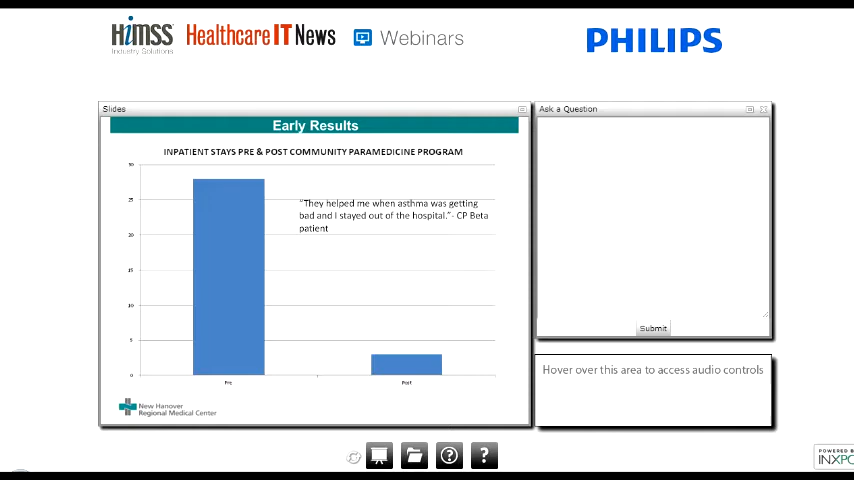 HiMSS
Industry Solutions
Healthcare IT News
Webinars
PHILIPS
Slides
Early Results
INPATIENT STAYS PRE & POST COMMUNITY PARAMEDICINE PROGRAM
30
25
20
15
10
5
0
"They helped me when asthma was getting
bad and I stayed out of the hospital."- CP Beta
patient
Pre
Post
New Hanover
Regional Medical Center
Ask a Question
Submit
Hover over this area to access audio controls
?
?
POWERED B
INXPO